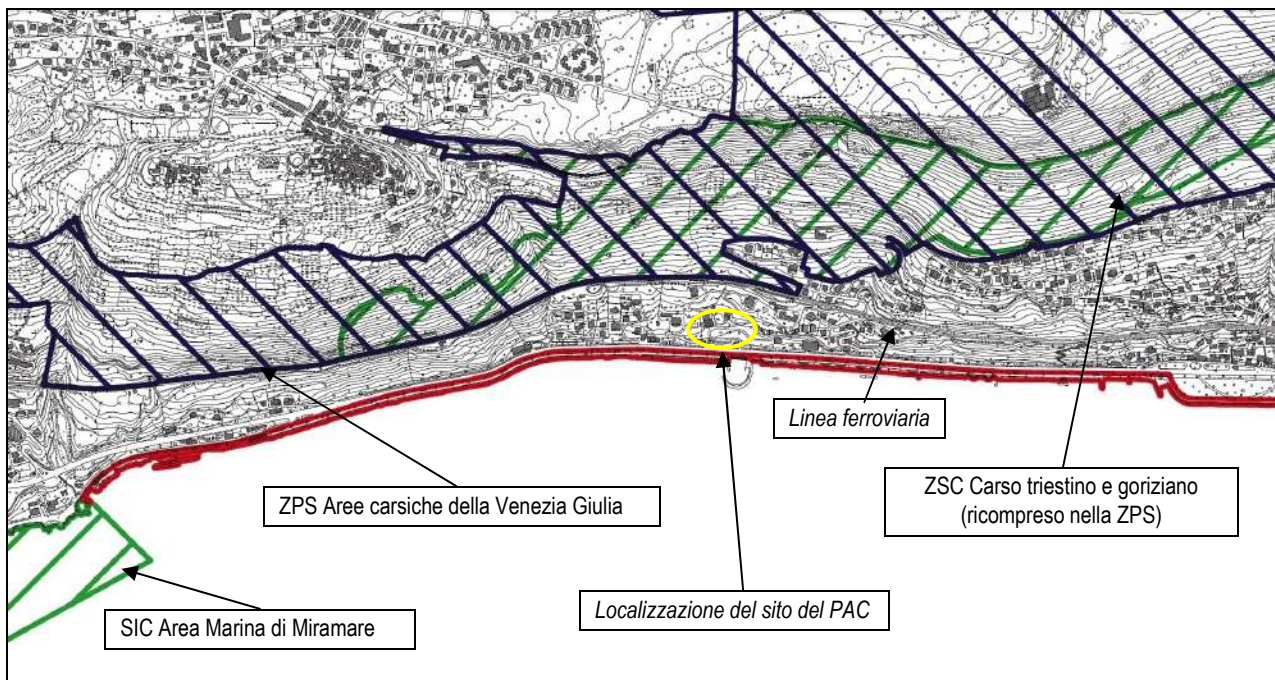 Linea ferroviaria
ZPS Aree carsiche della Venezia Giulia
ZSC Carso triestino e goriziano
(ricompreso nella ZPS)
Localizzazione del sito del PAC
SIC Area Marina di Miramare